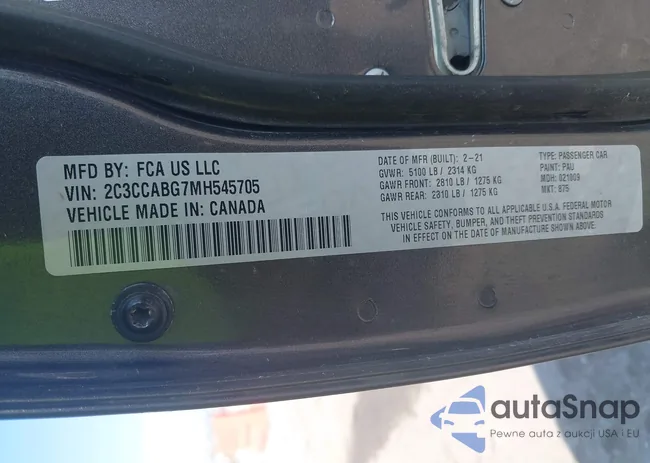 MFD BY: FCA US LLC
VIN: 2C3CCABG7MH545705
VEHICLE MADE IN: CANADA
DATE OF MFR (BUILT): 2-21
GVWR: 5100 LB / 2314 KG
GAWR FRONT: 2810 LB / 1275 KG
GAWR REAR: 2810 LB / 1275 KG
TYPE: PASSENGER CAR
PAINT: PAU
MDH: 021909
MKT: B75
THIS VEHICLE CONFORMS TO ALL APPLICABLE U.S.A. FEDERAL MOTOR
VEHICLE SAFETY, BUMPER, AND THEFT PREVENTION STANDARDS
IN EFFECT ON THE DATE OF MANUFACTURE SHOWN ABOVE.
autaSnap
Pewne auta z aukcji USA i EU